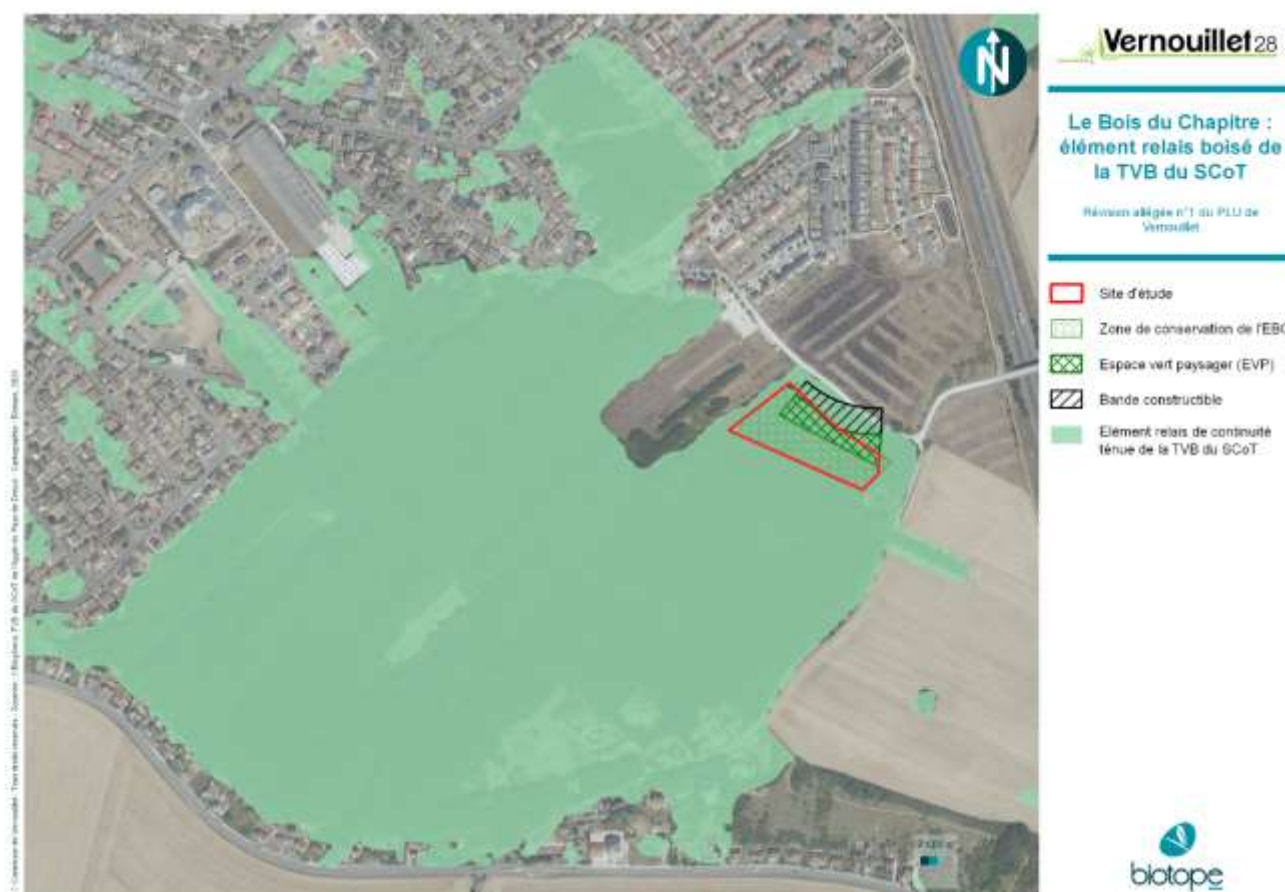 N
Vernouillet 28
Le Bois du Chapitre :
élément relais boisé de
la TVB du SCoT
Révision allégée n°1 du PLU de
Vernouillet
Site d'étude
Zone de conservation de l'EBC
Espace vert paysager (EVP)
Bande constructible
Elément relais de continuité
ténue de la TVB du SCoT
biotope